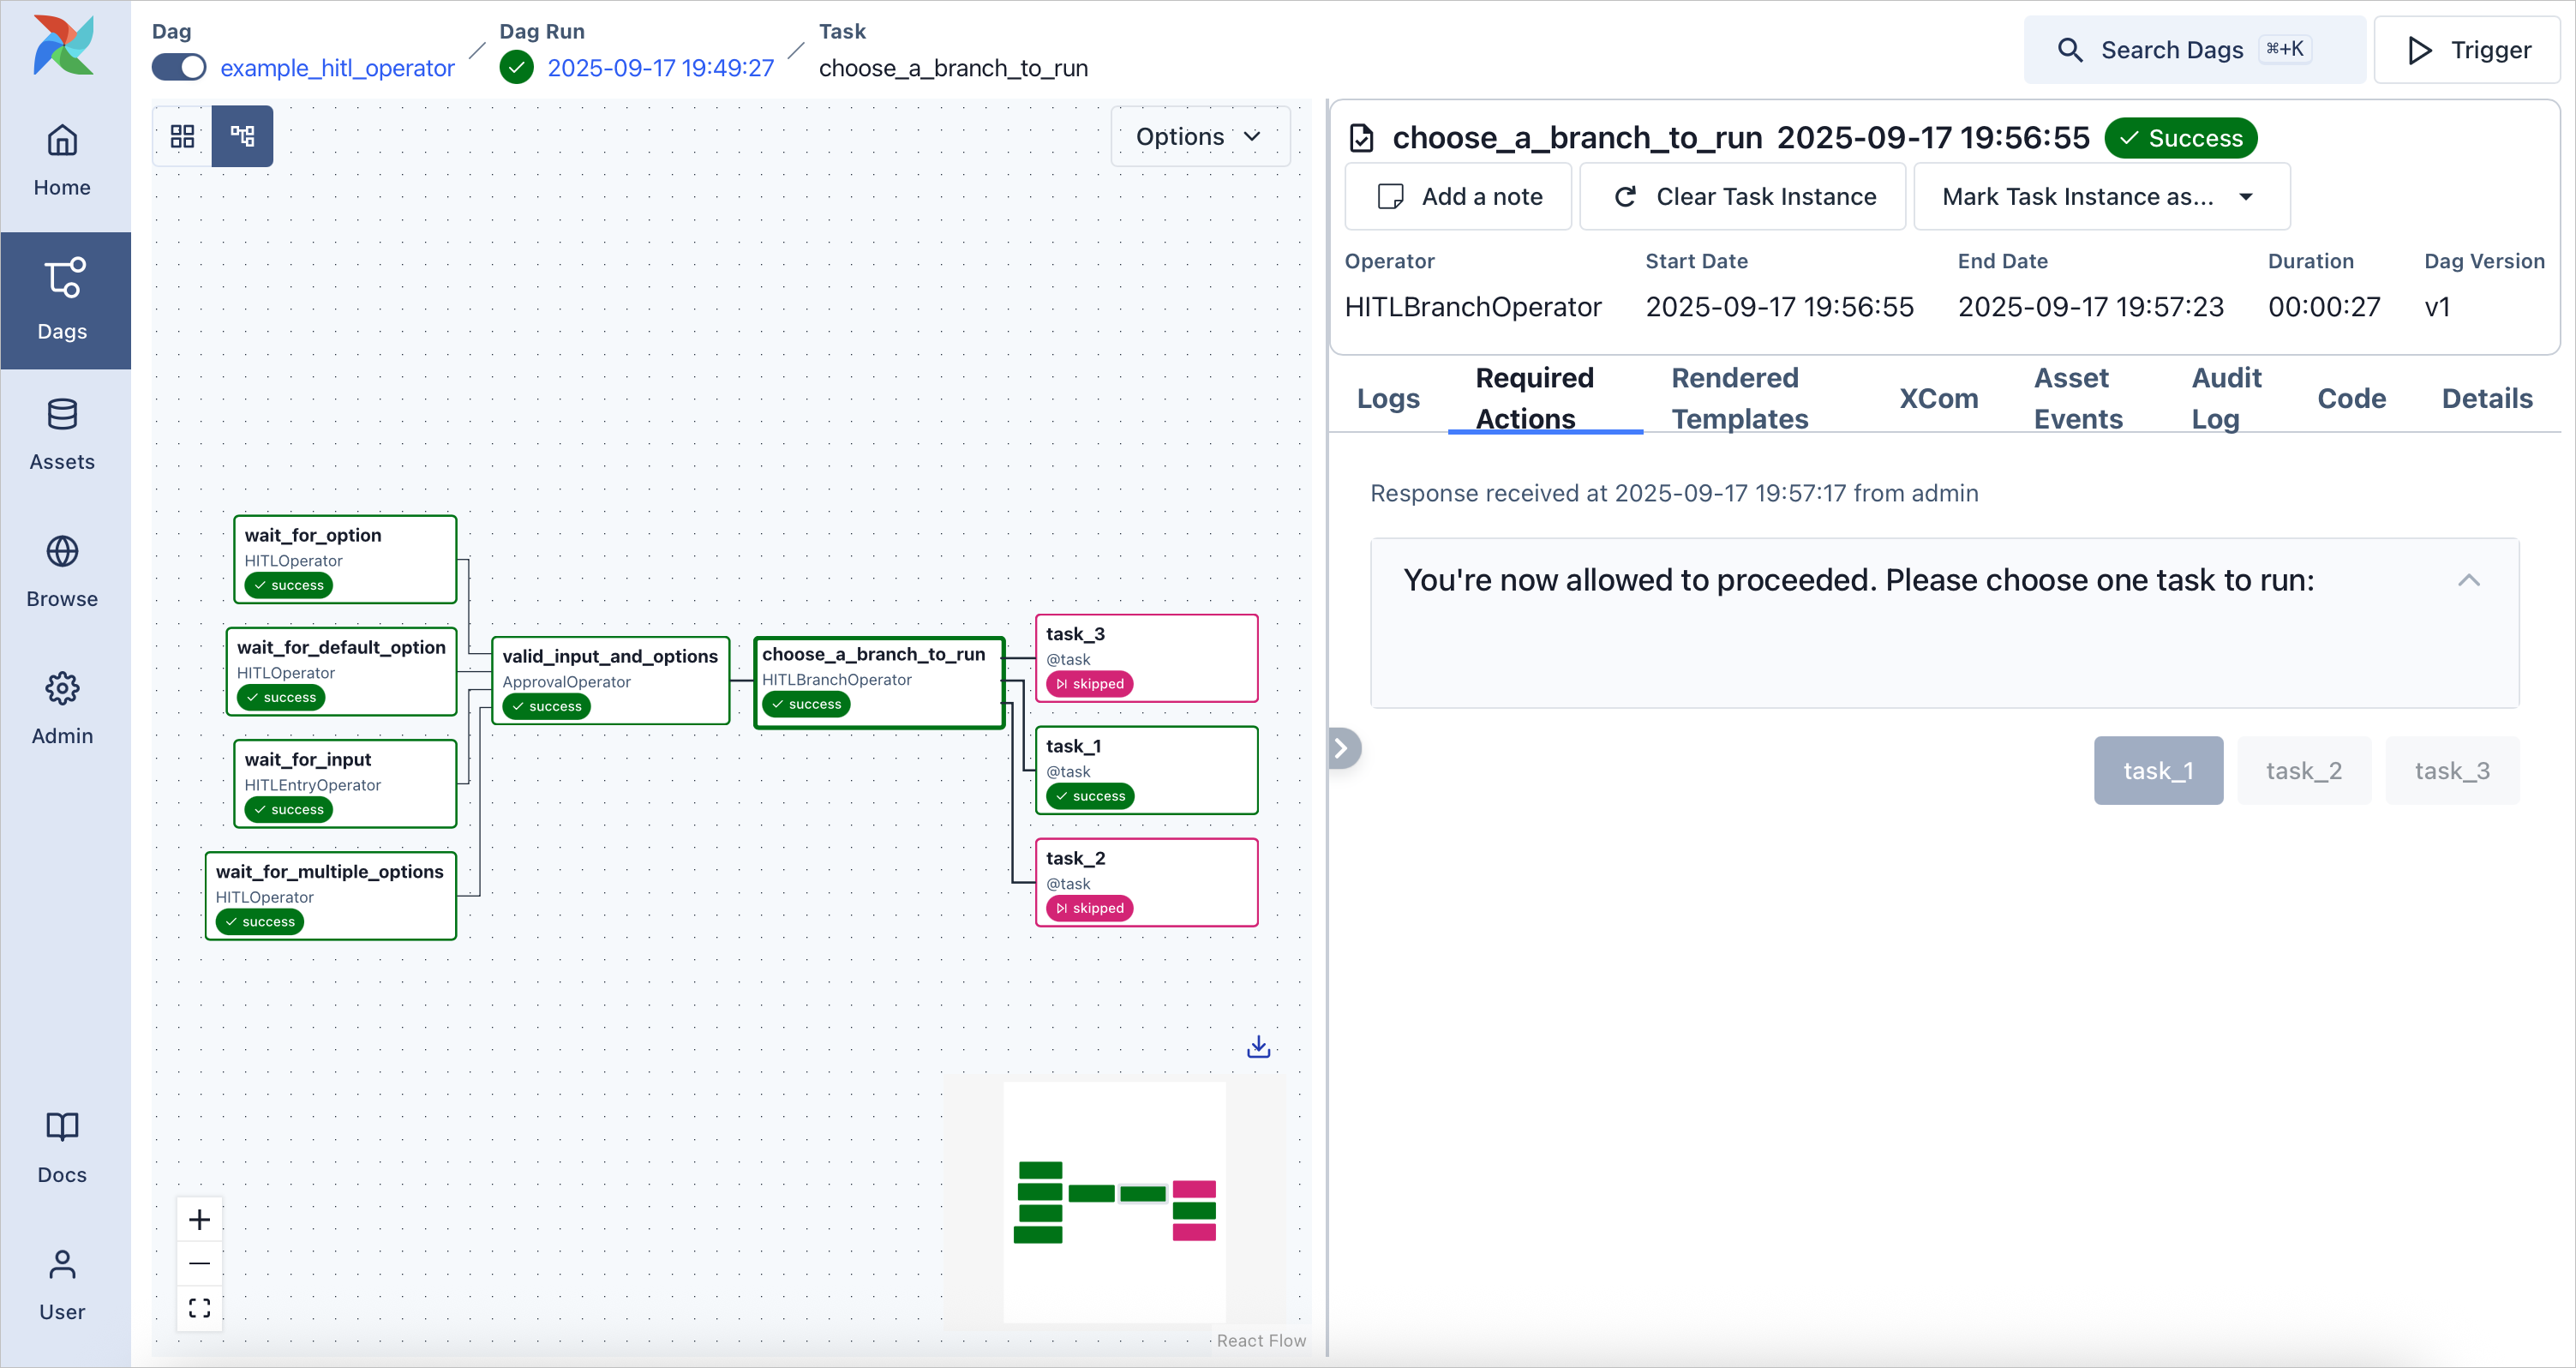 Dag
example_hitl_operator
Dag Run
2025-09-17 19:49:27
Task
choose_a_branch_to_run
Search Dags ⌘+K
Trigger
Home
Dags
Assets
Browse
Admin
Docs
User
Options
wait_for_option
HITLOperator
success
wait_for_default_option
HITLOperator
success
wait_for_input
HITLEntryOperator
success
wait_for_multiple_options
HITLOperator
success
valid_input_and_options
ApprovalOperator
success
choose_a_branch_to_run
HITLBranchOperator
success
task_3
@task
skipped
task_1
@task
success
task_2
@task
skipped
React Flow
choose_a_branch_to_run 2025-09-17 19:56:55 Success
Add a note
Clear Task Instance
Mark Task Instance as...
Operator Start Date End Date Duration Dag Version
HITLBranchOperator 2025-09-17 19:56:55 2025-09-17 19:57:23 00:00:27 v1
Logs
Required
Actions
Rendered
Templates
XCom
Asset
Events
Audit
Log
Code
Details
Response received at 2025-09-17 19:57:17 from admin
You're now allowed to proceeded. Please choose one task to run:
task_1 task_2 task_3